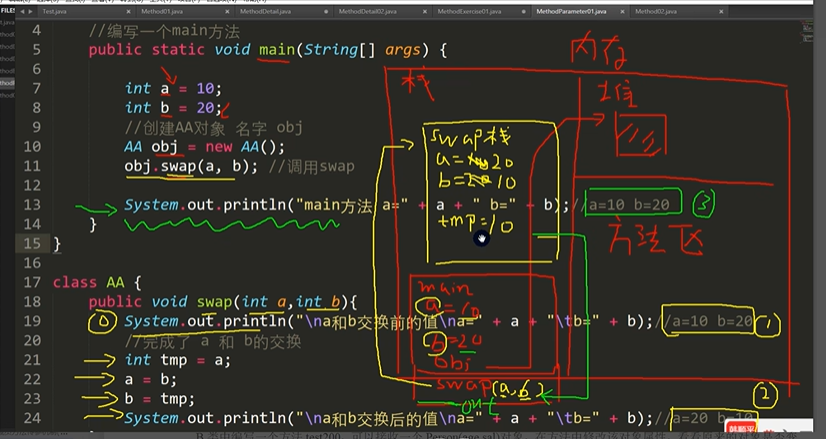 FILES
Test.java
Method01.java
MethodDetail.java
MethodDetail02.java
MethodExercise01.java
MethodParameter01.java
Method02.java
4 //编写一个main方法
5 public static void main(String[] args) {
6
7 int a = 10;
8 int b = 20;
9 //创建AA对象 名字 obj
10 AA obj = new AA();
11 obj.swap(a, b); //调用swap
12
13 System.out.println("main方法 a=" + a + " b=" + b);//a=10 b=20
14 }
15 }
16
17 class AA {
18 public void swap(int a,int b){
19 System.out.println("\na和b交换前的值\na=" + a + "\tb=" + b);//a=10 b=20
20 //完成了 a 和 b的交换
21 int tmp = a;
22 a = b;
23 b = tmp;
24 System.out.println("\na和b交换后的值\na=" + a + "\tb=" + b);//a=20 b=10
内存
栈
堆
swap栈
a=20
b=10
tmp=10
方法区
main
a=10
b=20
obj
swap(a,b)
out
①
②
③
韩顺平